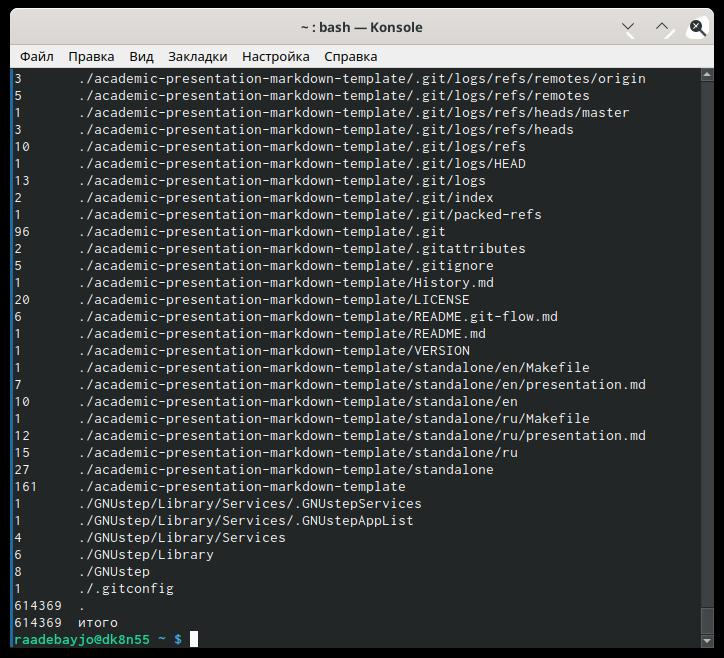 ~ : bash — Konsole
Файл Правка Вид Закладки Настройка Справка
3 ./academic-presentation-markdown-template/.git/logs/refs/remotes/origin
5 ./academic-presentation-markdown-template/.git/logs/refs/remotes
1 ./academic-presentation-markdown-template/.git/logs/refs/heads/master
3 ./academic-presentation-markdown-template/.git/logs/refs/heads
10 ./academic-presentation-markdown-template/.git/logs/refs
1 ./academic-presentation-markdown-template/.git/logs/HEAD
13 ./academic-presentation-markdown-template/.git/logs
2 ./academic-presentation-markdown-template/.git/index
1 ./academic-presentation-markdown-template/.git/packed-refs
96 ./academic-presentation-markdown-template/.git
2 ./academic-presentation-markdown-template/.gitattributes
5 ./academic-presentation-markdown-template/.gitignore
1 ./academic-presentation-markdown-template/History.md
20 ./academic-presentation-markdown-template/LICENSE
6 ./academic-presentation-markdown-template/README.git-flow.md
1 ./academic-presentation-markdown-template/README.md
1 ./academic-presentation-markdown-template/VERSION
1 ./academic-presentation-markdown-template/standalone/en/Makefile
7 ./academic-presentation-markdown-template/standalone/en/presentation.md
10 ./academic-presentation-markdown-template/standalone/en
1 ./academic-presentation-markdown-template/standalone/ru/Makefile
12 ./academic-presentation-markdown-template/standalone/ru/presentation.md
15 ./academic-presentation-markdown-template/standalone/ru
27 ./academic-presentation-markdown-template/standalone
161 ./academic-presentation-markdown-template
1 ./GNUstep/Library/Services/.GNUstepServices
1 ./GNUstep/Library/Services/.GNUstepAppList
4 ./GNUstep/Library/Services
6 ./GNUstep/Library
8 ./GNUstep
1 ./.gitconfig
614369 .
614369 итого
raadebayjo@dk8n55 ~ $